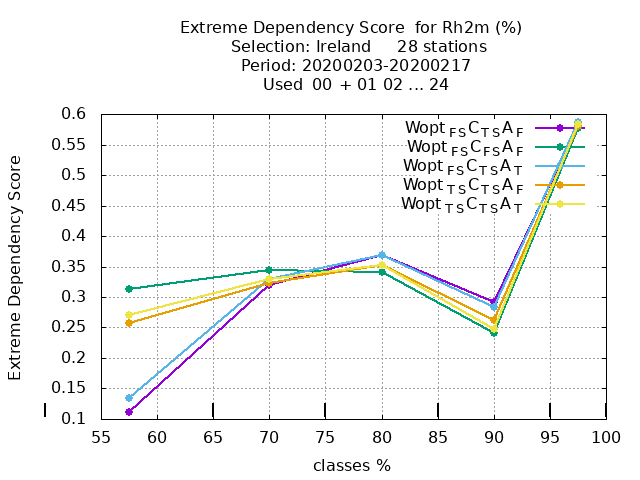 Extreme Dependency Score for Rh2m (%)
Selection: Ireland 28 stations
Period: 20200203-20200217
Used 00 + 01 02 ... 24
Extreme Dependency Score
0.6
0.55
0.5
0.45
0.4
0.35
0.3
0.25
0.2
0.15
0.1
Wopt FS C TS A F
Wopt FS C FS A F
Wopt FS C TS A T
Wopt TS C TS A F
Wopt TS C TS A T
55 60 65 70 75 80 85 90 95 100
classes %